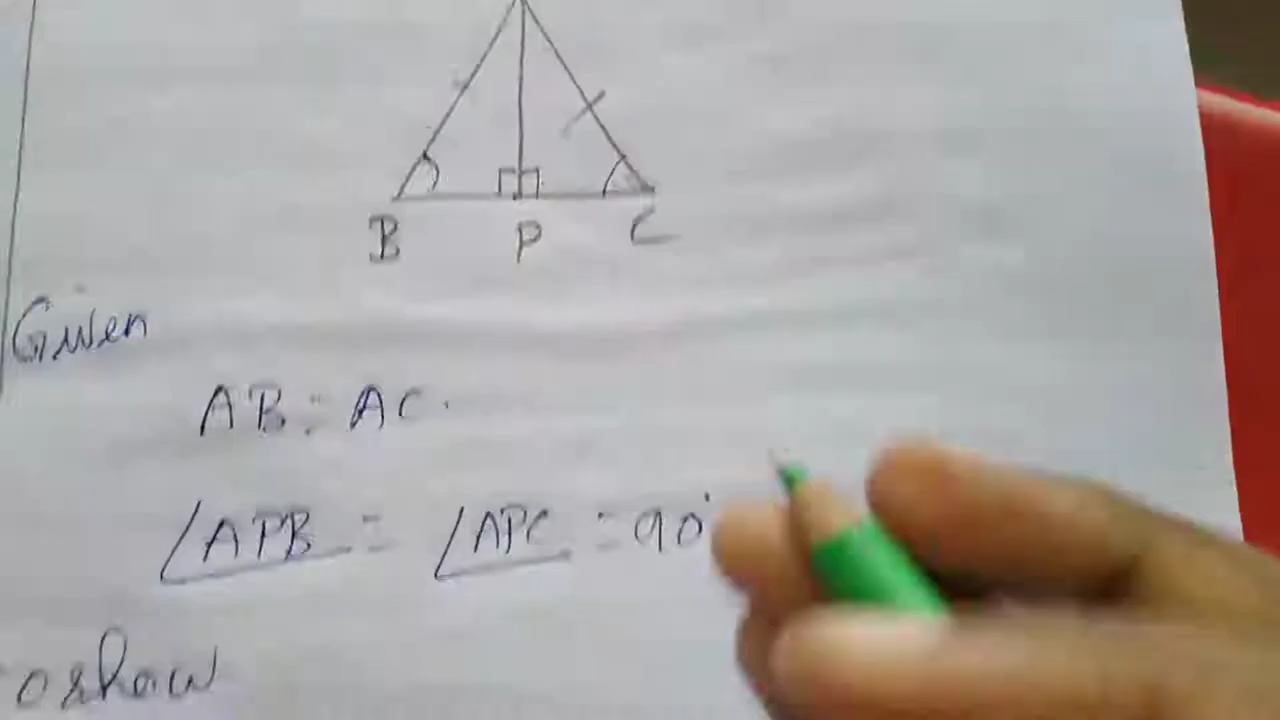 B P C
Given
AB = AC.
∠APB = ∠APC = 90°
o show